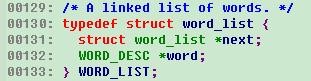 00129: /* A linked list of words. */
00130: typedef struct word_list {
00131:   struct word_list *next;
00132:   WORD_DESC *word;
00133: } WORD_LIST;